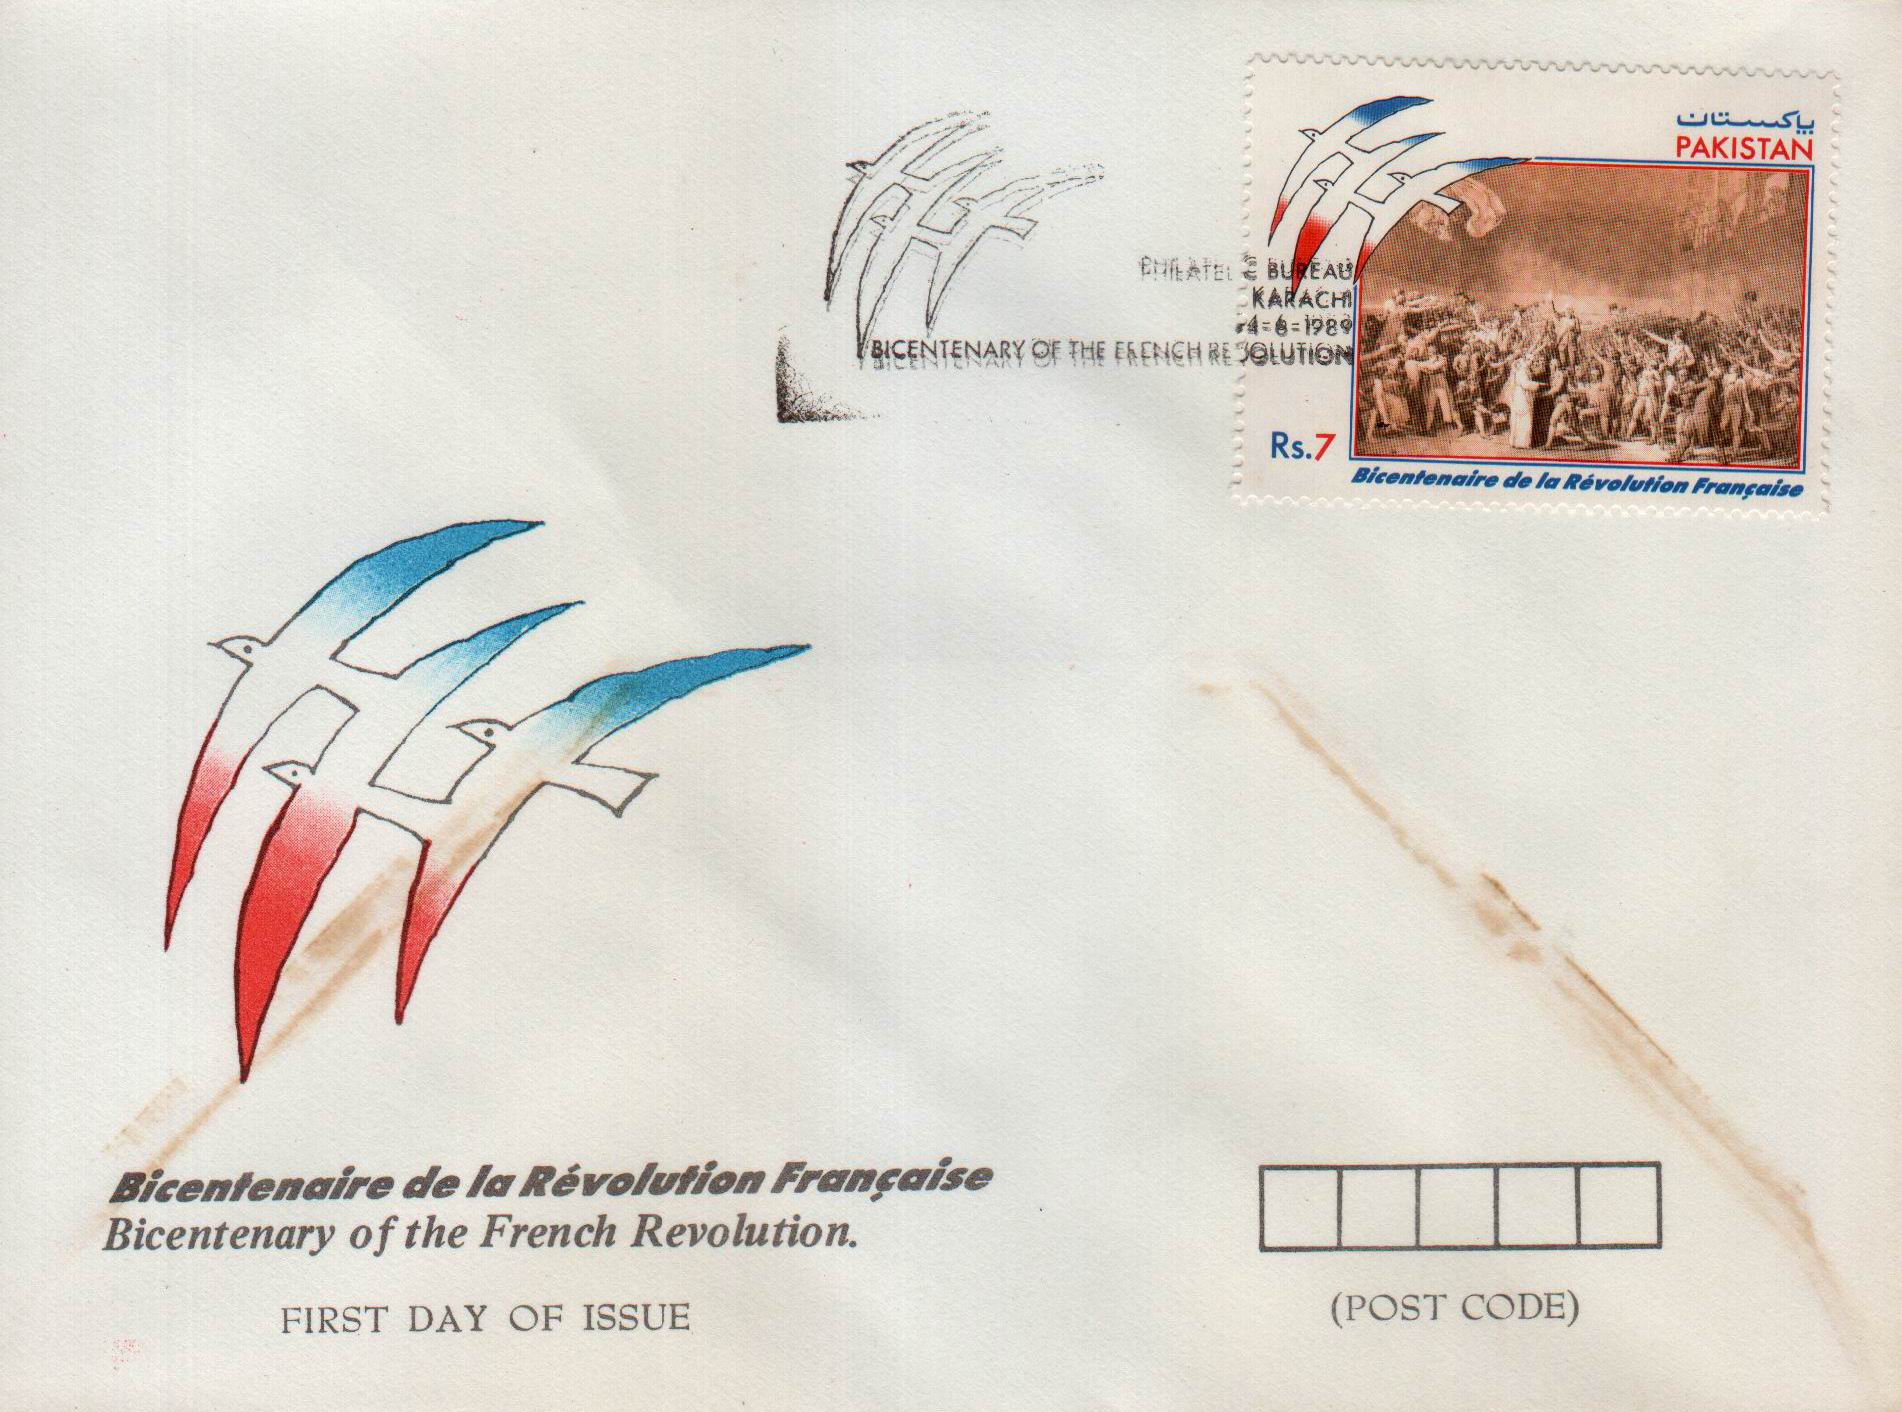 پاکستان
PAKISTAN
BUREAU
KARACHI
BICENTENARY OF THE FRENCH REVOLUTION
Rs.7
Bicentenaire de la Révolution Française
Bicentenaire de la Révolution Française
Bicentenary of the French Revolution.
FIRST DAY OF ISSUE
(POST CODE)